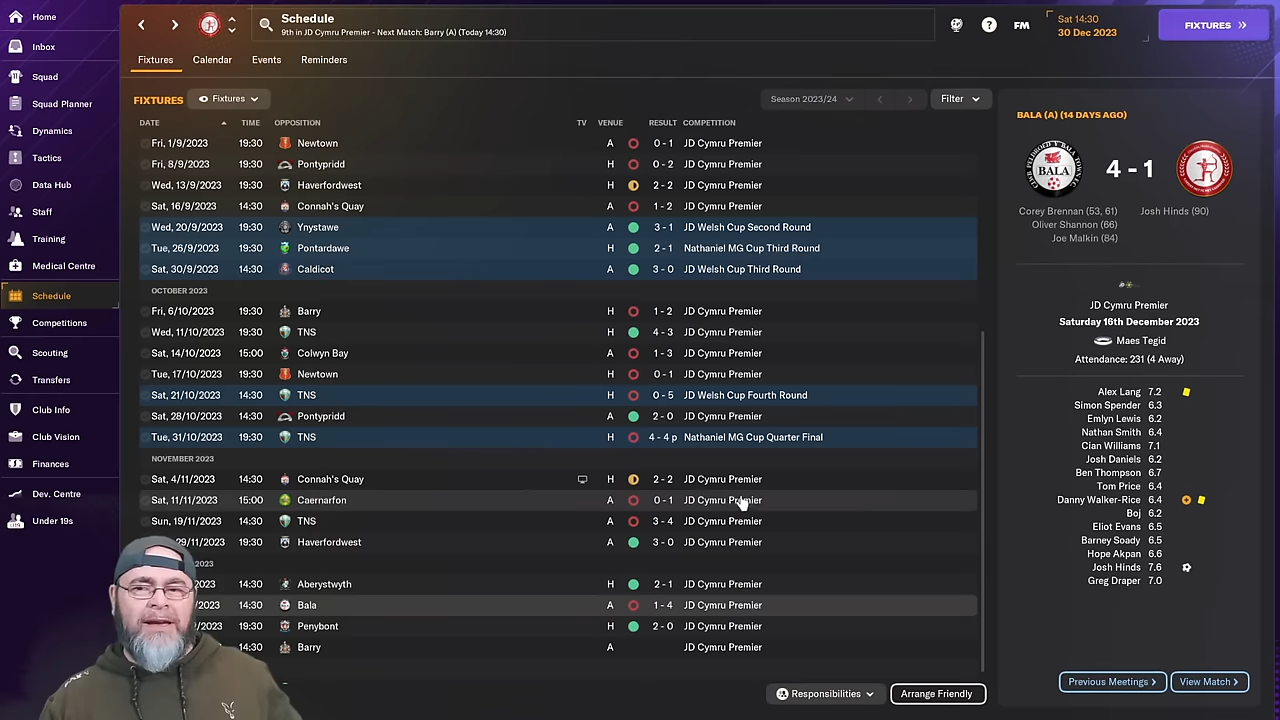 Home
Inbox
Squad
Squad Planner
Dynamics
Tactics
Data Hub
Staff
Training
Medical Centre
Schedule
Competitions
Scouting
Transfers
Club Info
Club Vision
Finances
Dev. Centre
Under 19s
Schedule
9th in JD Cymru Premier - Next Match: Barry (A) (Today 14:30)
FM
Sat 14:30
30 Dec 2023
FIXTURES
Fixtures Calendar Events Reminders
FIXTURES Fixtures Season 2023/24 Filter
DATE TIME OPPOSITION TV VENUE RESULT COMPETITION
Fri, 1/9/2023 19:30 Newtown A 0 - 1 JD Cymru Premier
Fri, 8/9/2023 19:30 Pontypridd H 0 - 2 JD Cymru Premier
Wed, 13/9/2023 19:30 Haverfordwest H 2 - 2 JD Cymru Premier
Sat, 16/9/2023 14:30 Connah's Quay A 1 - 2 JD Cymru Premier
Wed, 20/9/2023 19:30 Ynystawe A 3 - 1 JD Welsh Cup Second Round
Tue, 26/9/2023 19:30 Pontardawe H 2 - 1 Nathaniel MG Cup Third Round
Sat, 30/9/2023 14:30 Caldicot A 3 - 0 JD Welsh Cup Third Round
OCTOBER 2023
Fri, 6/10/2023 19:30 Barry H 1 - 2 JD Cymru Premier
Wed, 11/10/2023 19:30 TNS H 4 - 3 JD Cymru Premier
Sat, 14/10/2023 15:00 Colwyn Bay A 1 - 3 JD Cymru Premier
Tue, 17/10/2023 19:30 Newtown H 0 - 1 JD Cymru Premier
Sat, 21/10/2023 14:30 TNS H 0 - 5 JD Welsh Cup Fourth Round
Sat, 28/10/2023 14:30 Pontypridd A 2 - 0 JD Cymru Premier
Tue, 31/10/2023 19:30 TNS H 4 - 4 p Nathaniel MG Cup Quarter Final
NOVEMBER 2023
Sat, 4/11/2023 14:30 Connah's Quay H 2 - 2 JD Cymru Premier
Sat, 11/11/2023 15:00 Caernarfon A 0 - 1 JD Cymru Premier
Sun, 19/11/2023 14:30 TNS A 3 - 4 JD Cymru Premier
29/11/2023 19:30 Haverfordwest A 3 - 0 JD Cymru Premier
2023
2023 14:30 Aberystwyth H 2 - 1 JD Cymru Premier
2023 14:30 Bala A 1 - 4 JD Cymru Premier
2023 19:30 Penybont H 2 - 0 JD Cymru Premier
14:30 Barry A JD Cymru Premier
Responsibilities Arrange Friendly
BALA (A) (14 DAYS AGO)
BALA
4 - 1
Corey Brennan (53, 61) Josh Hinds (90)
Oliver Shannon (66)
Joe Malkin (84)
JD Cymru Premier
Saturday 16th December 2023
Maes Tegid
Attendance: 231 (4 Away)
Alex Lang 7.2
Simon Spender 6.3
Emlyn Lewis 6.2
Nathan Smith 6.4
Cian Williams 7.1
Josh Daniels 6.2
Ben Thompson 6.7
Tom Price 6.4
Danny Walker-Rice 6.4
Boj 6.2
Eliot Evans 6.5
Barney Soady 6.5
Hope Akpan 6.6
Josh Hinds 7.6
Greg Draper 7.0
Previous Meetings View Match